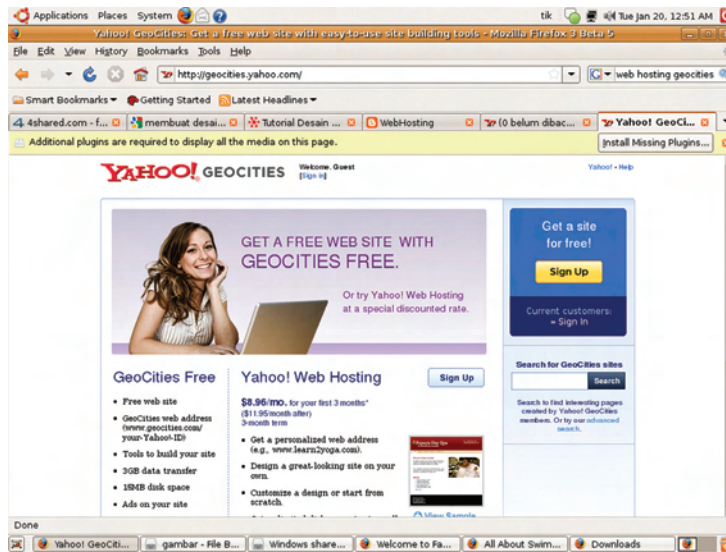 Applications Places System tik Tue Jan 20, 12:51 AM
Yahoo! GeoCities: Get a free web site with easy-to-use site building tools - Mozilla Firefox 3 Beta 5
File Edit View History Bookmarks Tools Help
http://geocities.yahoo.com/ web hosting geocities
Smart Bookmarks Getting Started Latest Headlines
4shared.com - f... membuat desai... Tutorial Desain ... WebHosting (0 belum dibac... Yahoo! GeoCi...
Additional plugins are required to display all the media on this page. Install Missing Plugins...
YAHOO! GEOCITIES
Welcome, Guest
[Sign in]
Yahoo! - Help
GET A FREE WEB SITE WITH
GEOCITIES FREE.
Or try Yahoo! Web Hosting
at a special discounted rate.
Get a site
for free!
Sign Up
Current customers:
» Sign In
GeoCities Free
• Free web site
• GeoCities web address
(www.geocities.com/
your-Yahoo!-ID)
• Tools to build your site
• 3GB data transfer
• 15MB disk space
• Ads on your site
Yahoo! Web Hosting
Sign Up
$8.96/mo. for your first 3 months*
($11.95/month after)
3-month term
• Get a personalized web address
(e.g., www.learn2yoga.com).
• Design a great-looking site on your
own.
• Customize a design or start from
scratch.
View Sample
Search for GeoCities sites
Search
Search to find interesting pages
created by Yahoo! GeoCities
members. Or try our advanced
search.
Done
Yahoo! GeoCiti... gambar - File B... Windows share... Welcome to Fa... All About Swim... Downloads